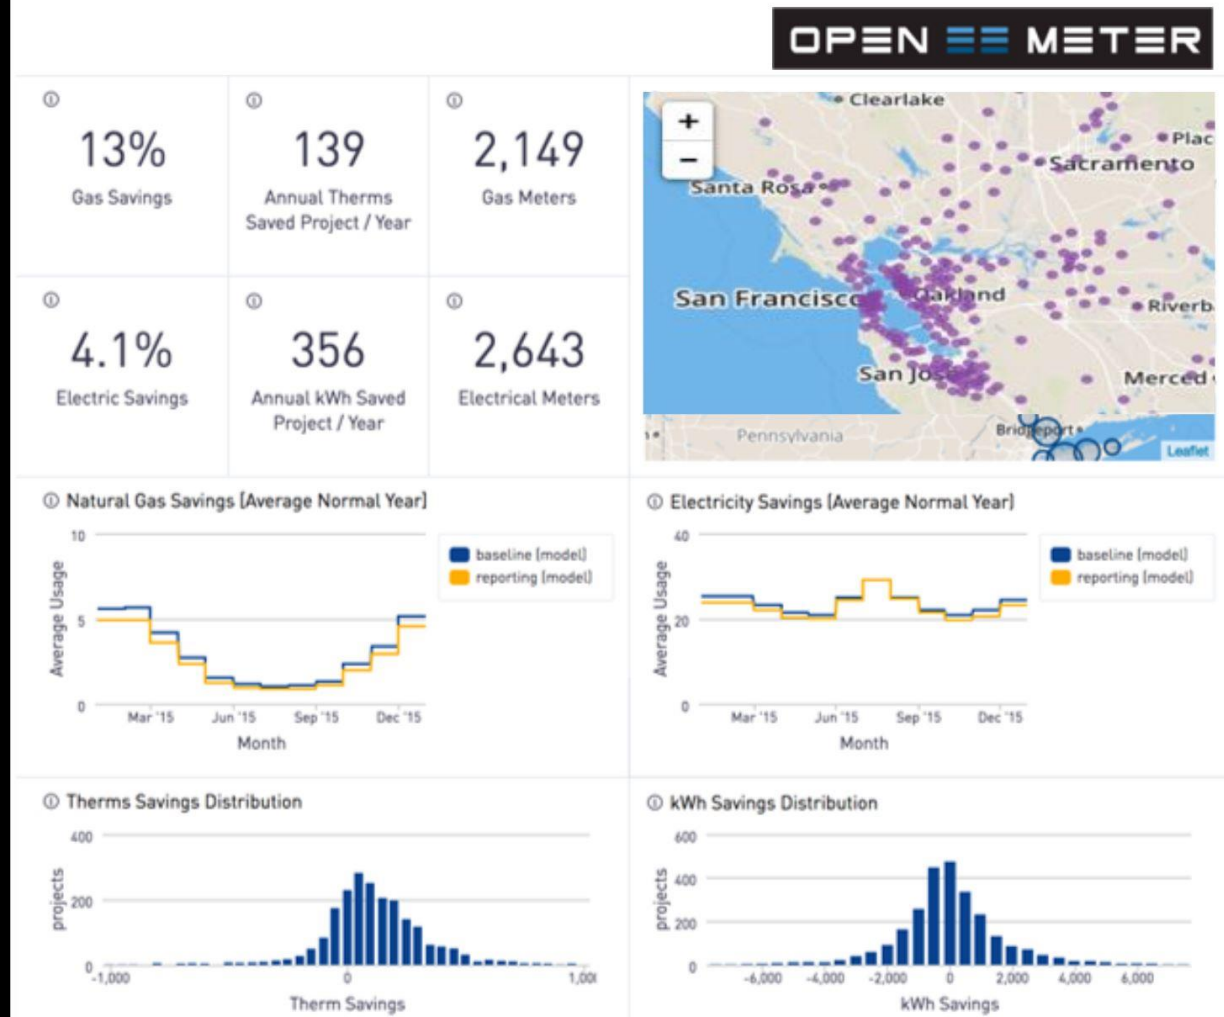 OPEN EE METER
13%
Gas Savings
139
Annual Therms
Saved Project / Year
2,149
Gas Meters
4.1%
Electric Savings
356
Annual kWh Saved
Project / Year
2,643
Electrical Meters
+
−
Clearlake
Plac
Sacramento
Santa Rosa
San Francisco
Oakland
Riverb
San Jos
Merced
Pennsylvania
Bridgeport
Leaflet
Natural Gas Savings (Average Normal Year)
10
5
0
Average Usage
Mar '15
Jun '15
Sep '15
Dec '15
Month
baseline (model)
reporting (model)
Electricity Savings (Average Normal Year)
40
20
0
Average Usage
Mar '15
Jun '15
Sep '15
Dec '15
Month
baseline (model)
reporting (model)
Therms Savings Distribution
400
200
0
projects
-1,000
0
1,00
Therm Savings
kWh Savings Distribution
600
400
200
0
projects
-6,000
-4,000
-2,000
0
2,000
4,000
6,000
kWh Savings